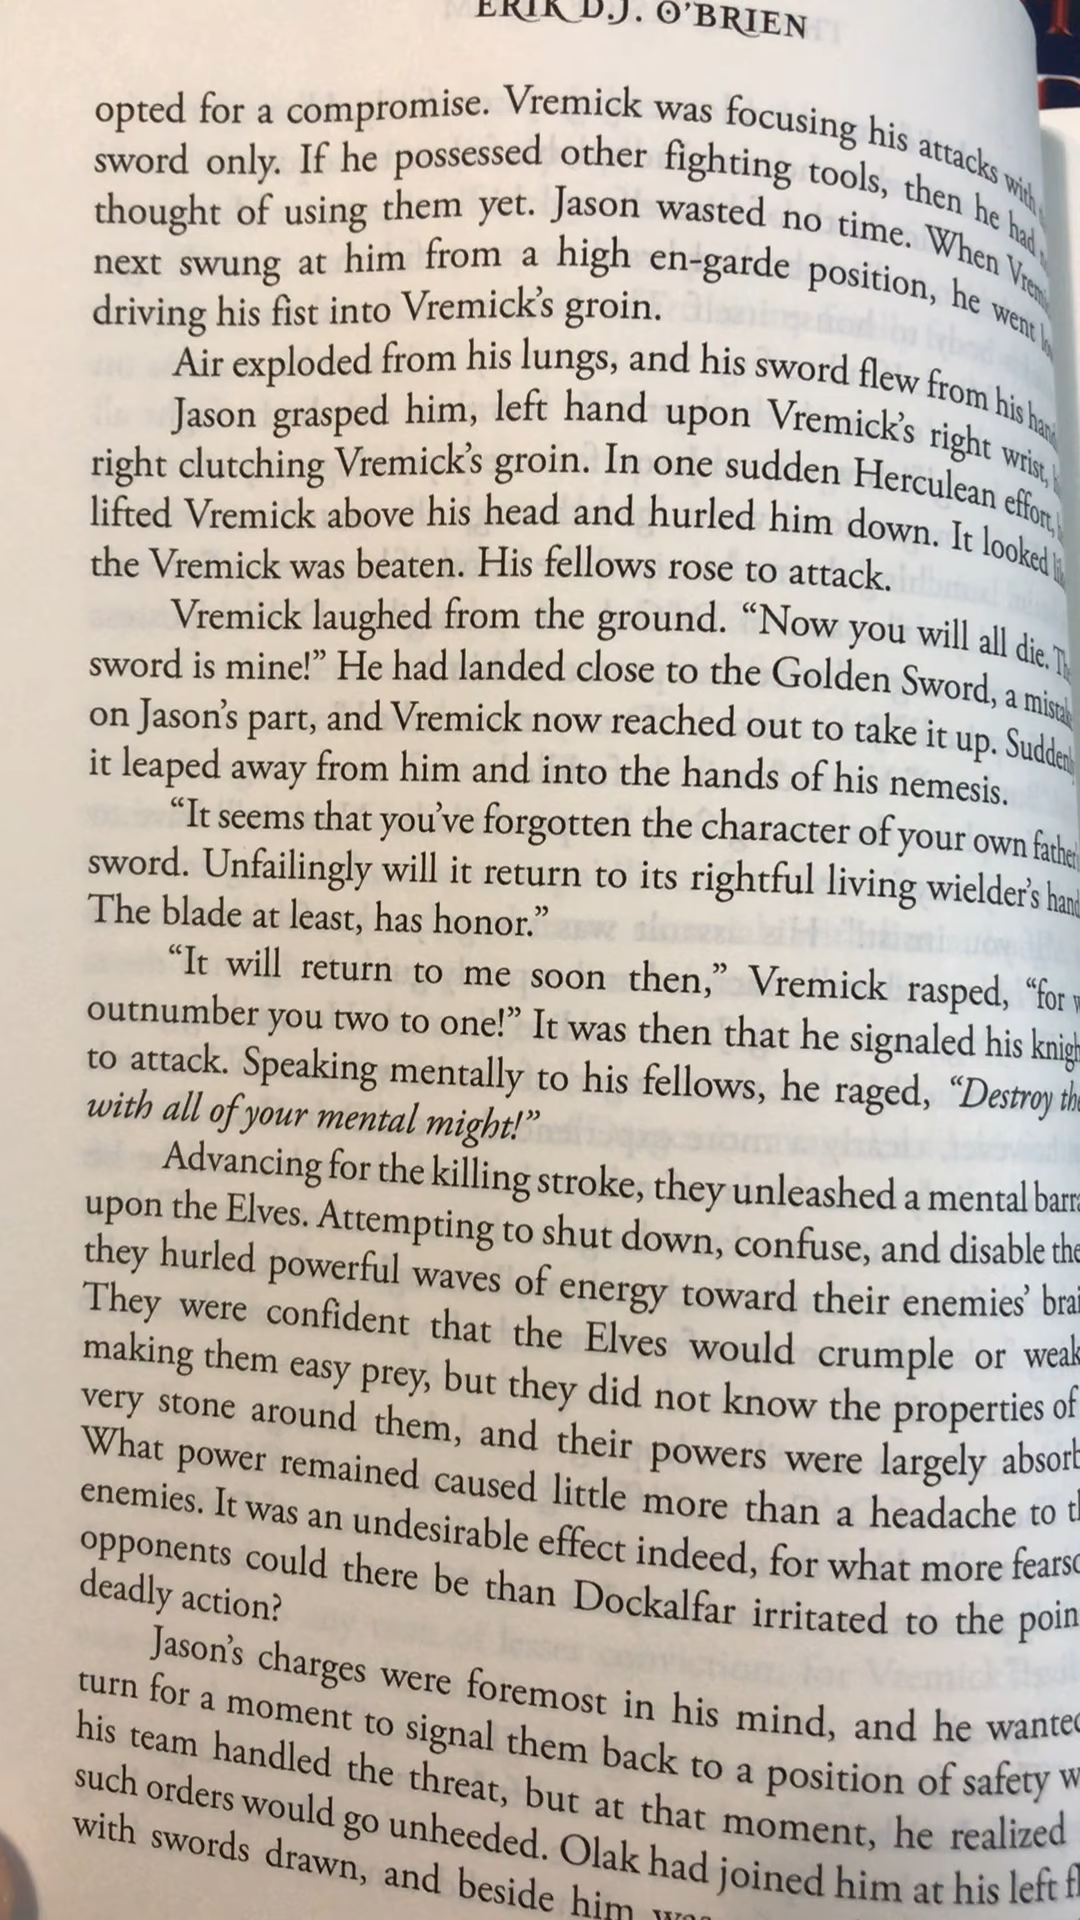 ERIK D.J. O'BRIEN
opted for a compromise. Vremick was focusing his attacks with
sword only. If he possessed other fighting tools, then he had
thought of using them yet. Jason wasted no time. When
next swung at him from a high en-garde position, he went
driving his fist into Vremick's groin.
Air exploded from his lungs, and his sword flew from his
Jason grasped him, left hand upon Vremick's right wrist,
right clutching Vremick's groin. In one sudden Herculean effort,
lifted Vremick above his head and hurled him down. It looked
the Vremick was beaten. His fellows rose to attack.
Vremick laughed from the ground. “Now you will all die.
sword is mine!” He had landed close to the Golden Sword, a
on Jason's part, and Vremick now reached out to take it up.
it leaped away from him and into the hands of his nemesis.
“It seems that you've forgotten the character of your own
sword. Unfailingly will it return to its rightful living wielder's
The blade at least, has honor.”
“It will return to me soon then,” Vremick rasped, “for
outnumber you two to one!” It was then that he signaled his
to attack. Speaking mentally to his fellows, he raged, “Destroy
with all of your mental might!”
Advancing for the killing stroke, they unleashed a mental
upon the Elves. Attempting to shut down, confuse, and disable
they hurled powerful waves of energy toward their enemies'
They were confident that the Elves would crumple or
making them easy prey, but they did not know the properties of
very stone around them, and their powers were largely
What power remained caused little more than a headache to
enemies. It was an undesirable effect indeed, for what more
opponents could there be than Dockalfar irritated to the
deadly action?
Jason's charges were foremost in his mind, and he
turn for a moment to signal them back to a position of safety
his team handled the threat, but at that moment, he realized
such orders would go unheeded. Olak had joined him at his left
with swords drawn, and beside him